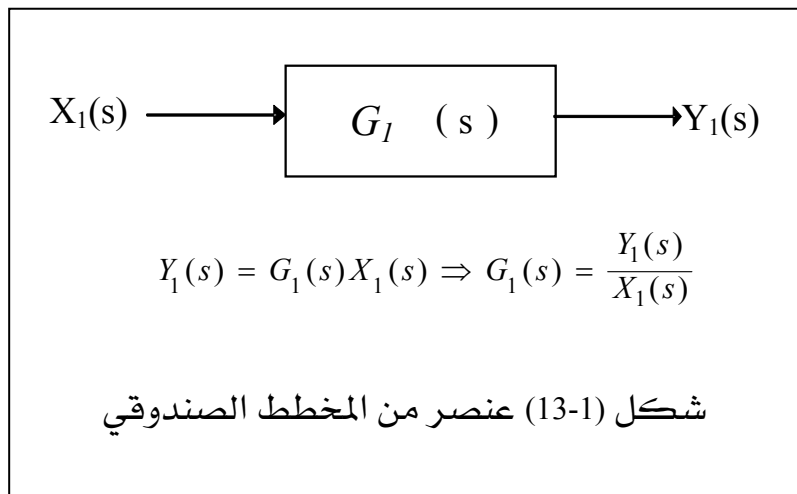 X₁(s) G₁ (s) Y₁(s)
Y₁(s) = G₁(s)X₁(s) ⇒ G₁(s) = Y₁(s)/X₁(s)
شكل (1-13) عنصر من المخطط الصندوقي